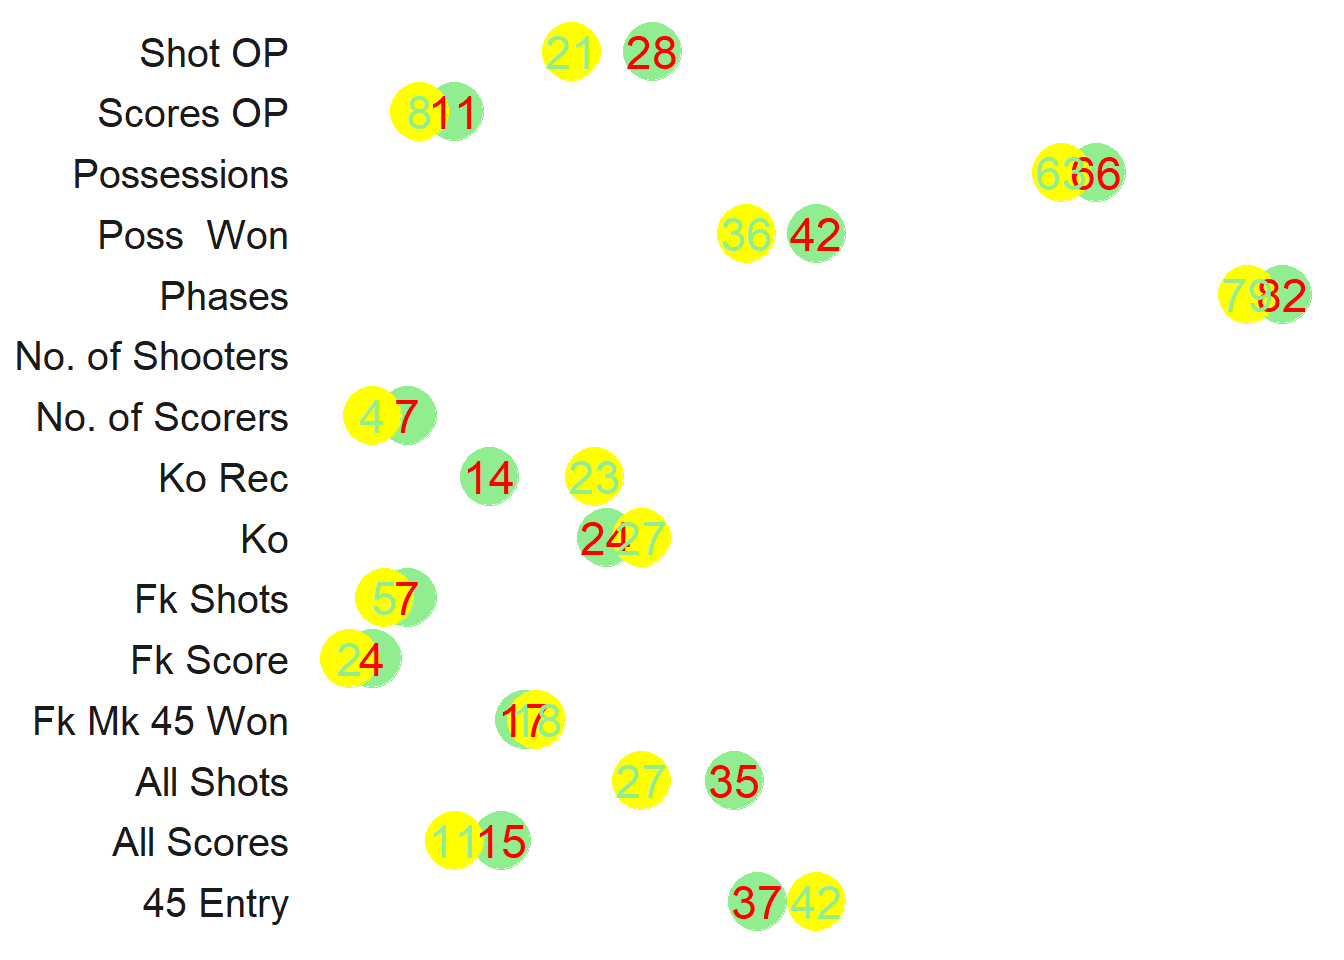 Shot OP 21 28
Scores OP 8 11
Possessions 63 66
Poss  Won 36 42
Phases 79 82
No. of Shooters
No. of Scorers 4 7
Ko Rec 14 23
Ko 24 27
Fk Shots 5 7
Fk Score 2 4
Fk Mk 45 Won 17 18
All Shots 27 35
All Scores 11 15
45 Entry 37 42